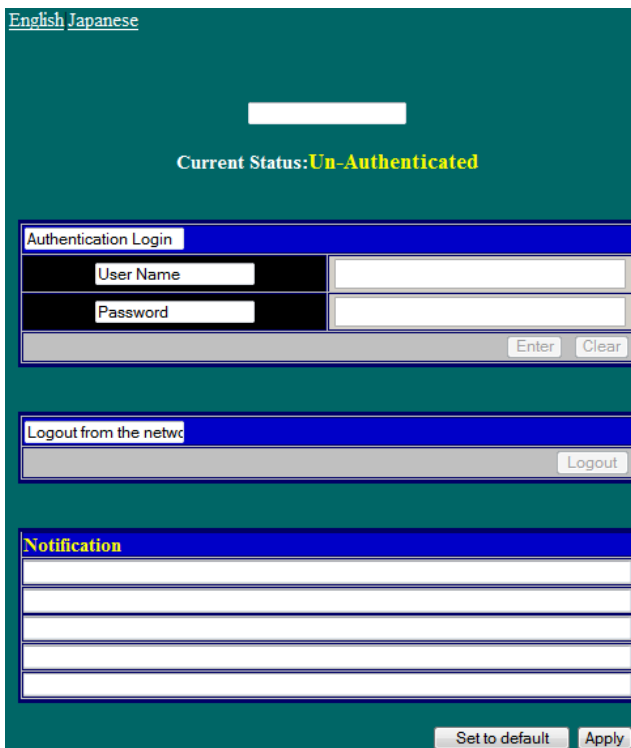 English Japanese
Current Status:Un-Authenticated
Authentication Login
User Name
Password
Enter Clear
Logout from the netwo
Logout
Notification
Set to default Apply